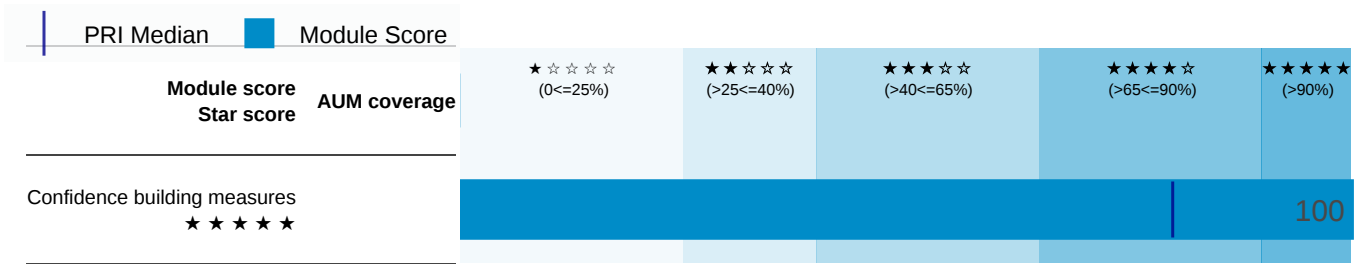 PRI Median Module Score
★☆☆☆☆ ★★☆☆☆ ★★★☆☆ ★★★★☆ ★★★★★
(0<=25%) (>25<=40%) (>40<=65%) (>65<=90%) (>90%)
Module score
Star score
AUM coverage
Confidence building measures
★★★★★
100